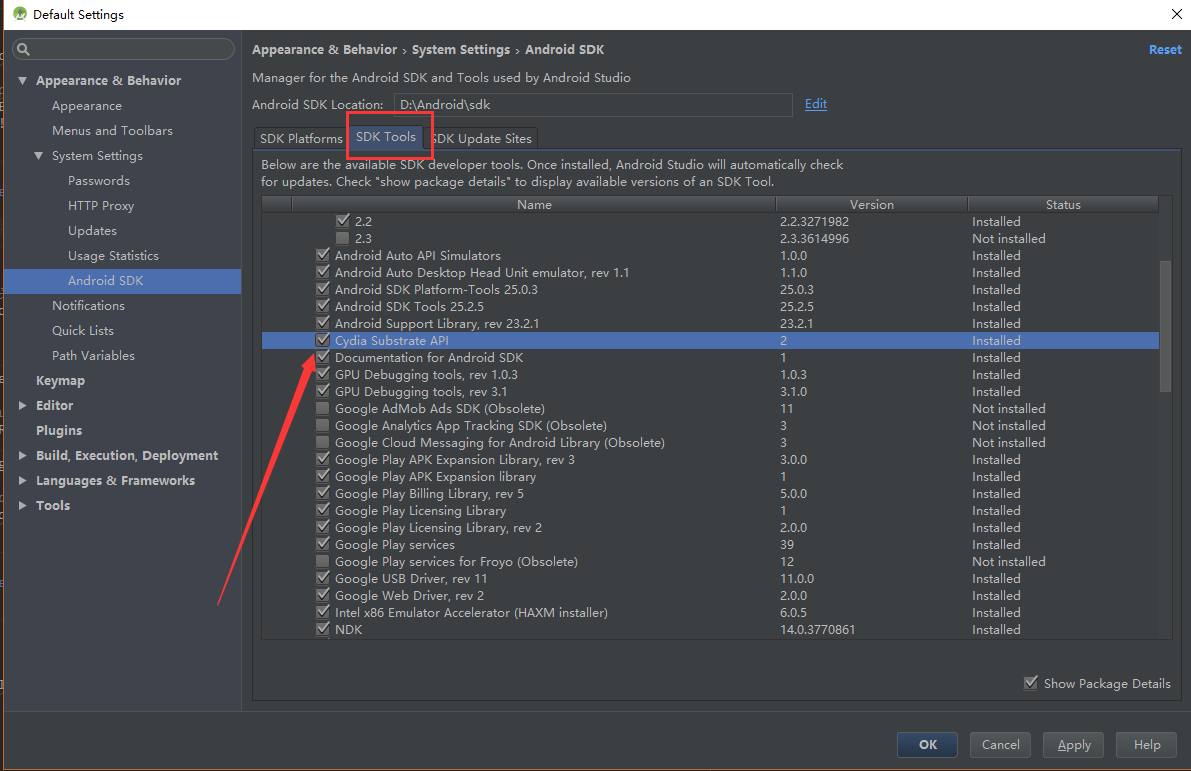 Default Settings
Appearance & Behavior
Appearance
Menus and Toolbars
System Settings
Passwords
HTTP Proxy
Updates
Usage Statistics
Android SDK
Notifications
Quick Lists
Path Variables
Keymap
Editor
Plugins
Build, Execution, Deployment
Languages & Frameworks
Tools
Appearance & Behavior › System Settings › Android SDK
Reset
Manager for the Android SDK and Tools used by Android Studio
Android SDK Location: D:\Android\sdk Edit
SDK Platforms SDK Tools SDK Update Sites
Below are the available SDK developer tools. Once installed, Android Studio will automatically check
for updates. Check "show package details" to display available versions of an SDK Tool.
Name Version Status
2.2 2.2.3271982 Installed
2.3 2.3.3614996 Not installed
Android Auto API Simulators 1.0.0 Installed
Android Auto Desktop Head Unit emulator, rev 1.1 1.1.0 Installed
Android SDK Platform-Tools 25.0.3 25.0.3 Installed
Android SDK Tools 25.2.5 25.2.5 Installed
Android Support Library, rev 23.2.1 23.2.1 Installed
Cydia Substrate API 2 Installed
Documentation for Android SDK 1 Installed
GPU Debugging tools, rev 1.0.3 1.0.3 Installed
GPU Debugging tools, rev 3.1 3.1.0 Installed
Google AdMob Ads SDK (Obsolete) 11 Not installed
Google Analytics App Tracking SDK (Obsolete) 3 Not installed
Google Cloud Messaging for Android Library (Obsolete) 3 Not installed
Google Play APK Expansion Library, rev 3 3.0.0 Installed
Google Play APK Expansion library 1 Installed
Google Play Billing Library, rev 5 5.0.0 Installed
Google Play Licensing Library 1 Installed
Google Play Licensing Library, rev 2 2.0.0 Installed
Google Play services 39 Installed
Google Play services for Froyo (Obsolete) 12 Not installed
Google USB Driver, rev 11 11.0.0 Installed
Google Web Driver, rev 2 2.0.0 Installed
Intel x86 Emulator Accelerator (HAXM installer) 6.0.5 Installed
NDK 14.0.3770861 Installed
Show Package Details
OK Cancel Apply Help